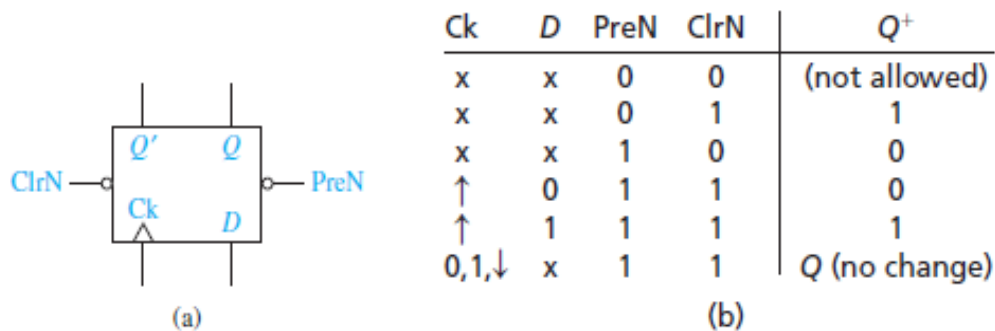 Q′ Q
ClrN PreN
Ck
D
(a)
Ck D PreN ClrN Q⁺
x x 0 0 (not allowed)
x x 0 1 1
x x 1 0 0
↑ 0 1 1 0
↑ 1 1 1 1
0,1,↓ x 1 1 Q (no change)
(b)